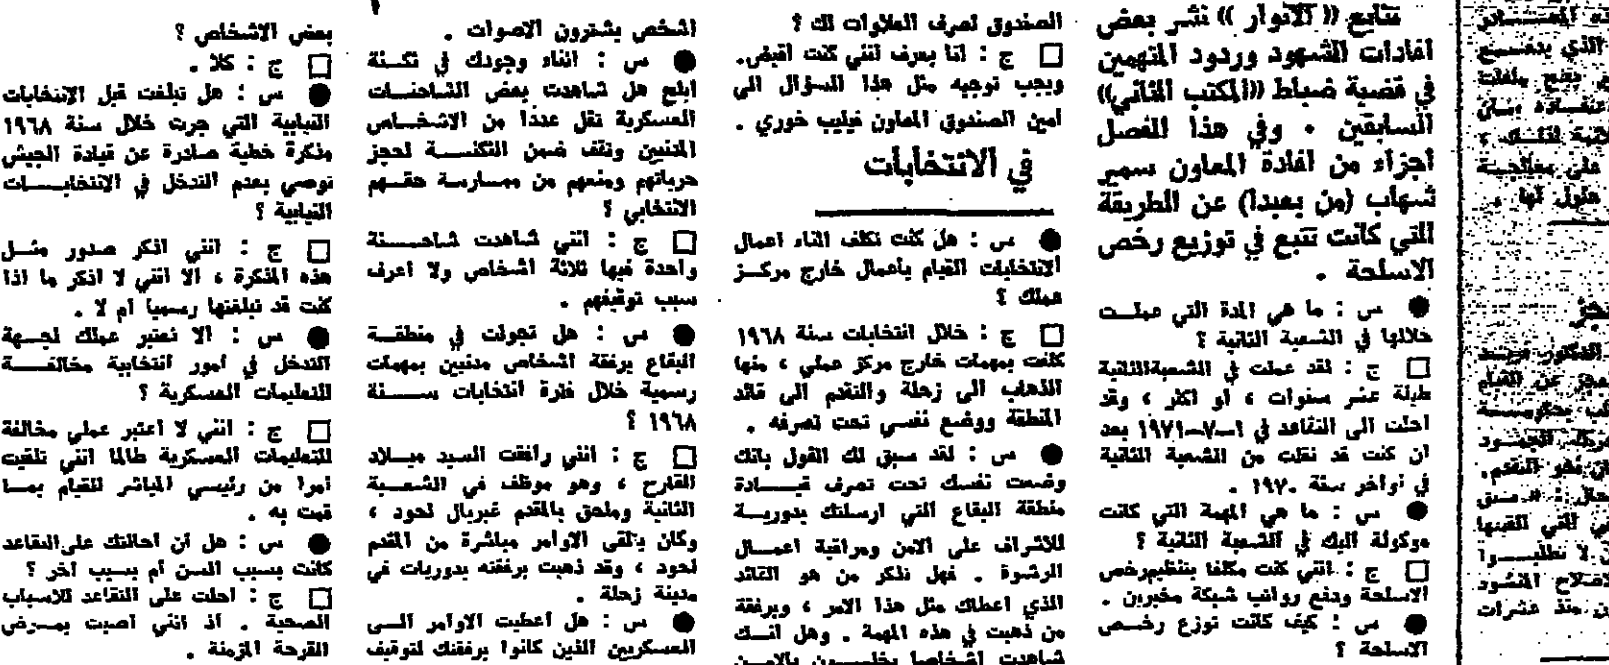 نتابع «الانوار» نشر بعض
افادات الشهود وردود المتهمين
في قضية ضباط «المكتب الثاني»
السابقين . وفي هذا الفصل
اجزاء من افادة المعاون سمير
شهاب (من بعبدا) عن الطريقة
التي كانت تتبع في توزيع رخص
الاسلحة .
● س : ما هي المدة التي عملت
خلالها في الشعبة الثانية ؟
□ ج : لقد عملت في الشعبة الثانية
طيلة عشر سنوات ، او اكثر ، وقد
احلت الى التقاعد في ١-٧-١٩٧١ بعد
ان كنت قد نقلت من الشعبة الثانية
في اواخر سنة ١٩٧٠ .
● س : ما هي المهمة التي كانت
موكولة اليك في الشعبة الثانية ؟
□ ج : انني كنت مكلفا بتنظيم رخص
الاسلحة ودفع رواتب شبكة مخبرين .
● س : كيف كانت توزع رخص
الاسلحة ؟
الصندوق لصرف العلاوات لك ؟
□ ج : انا يعرف انني كنت اقبض.
ويجب توجيه مثل هذا السؤال الى
امين الصندوق المعاون فيليب خوري .
في الانتخابات
● س : هل كنت تكلف اثناء اعمال
الانتخابات القيام بأعمال خارج مركز
عملك ؟
□ ج : خلال انتخابات سنة ١٩٦٨
كلفت بمهمات خارج مركز عملي ، منها
الذهاب الى زحلة والتقدم الى قائد
المنطقة ووضع نفسي تحت تصرفه .
● س : لقد سبق لك القول بانك
وضعت نفسك تحت تصرف قيادة
منطقة البقاع التي ارسلتك بدورية
للاشراف على الامن ومراقبة اعمال
الرشوة . فهل تذكر من هو القائد
الذي اعطاك مثل هذا الامر ، وبرفقة
من ذهبت في هذه المهمة . وهل انك
شاهدت اشخاصا يخلون بالامن
الشخص يشترون الاصوات .
● س : اثناء وجودك في ثكنة
ابلح هل شاهدت بعض الشاحنات
العسكرية تقل عددا من الاشخاص
المدنيين وتقف ضمن الثكنة لحجز
حرياتهم ومنعهم من ممارسة حقهم
الانتخابي ؟
□ ج : انني شاهدت شاحنة
واحدة فيها ثلاثة اشخاص ولا اعرف
سبب توقيفهم .
● س : هل تجولت في منطقة
البقاع برفقة اشخاص مدنيين بمهمات
رسمية خلال فترة انتخابات سنة
١٩٦٨ ؟
□ ج : انني رافقت السيد ميلاد
القارح ، وهو موظف في الشعبة
الثانية وملحق بالمقدم غبريال لحود ،
وكان يتلقى الاوامر مباشرة من المقدم
لحود ، وقد ذهبت برفقته بدوريات في
مدينة زحلة .
● س : هل اعطيت الاوامر الى
العسكريين الذين كانوا برفقتك لتوقيف
بعض الاشخاص ؟
□ ج : كلا .
● س : هل تبلغت قبل الانتخابات
النيابية التي جرت خلال سنة ١٩٦٨
مذكرة خطية صادرة عن قيادة الجيش
توصي بعدم التدخل في الانتخابات
النيابية ؟
□ ج : انني اذكر صدور مثل
هذه المذكرة ، الا انني لا اذكر ما اذا
كنت قد تبلغتها رسميا ام لا .
● س : الا تعتبر عملك لجهة
التدخل في امور انتخابية مخالفة
للتعليمات العسكرية ؟
□ ج : انني لا اعتبر عملي مخالفة
للتعليمات العسكرية طالما انني تلقيت
امرا من رئيسي المباشر للقيام بما
قمت به .
● س : هل ان احالتك على التقاعد
كانت بسبب السن ام بسبب اخر ؟
□ ج : احلت على التقاعد للاسباب
الصحية . اذ انني اصبت بمرض
القرحة المزمنة .